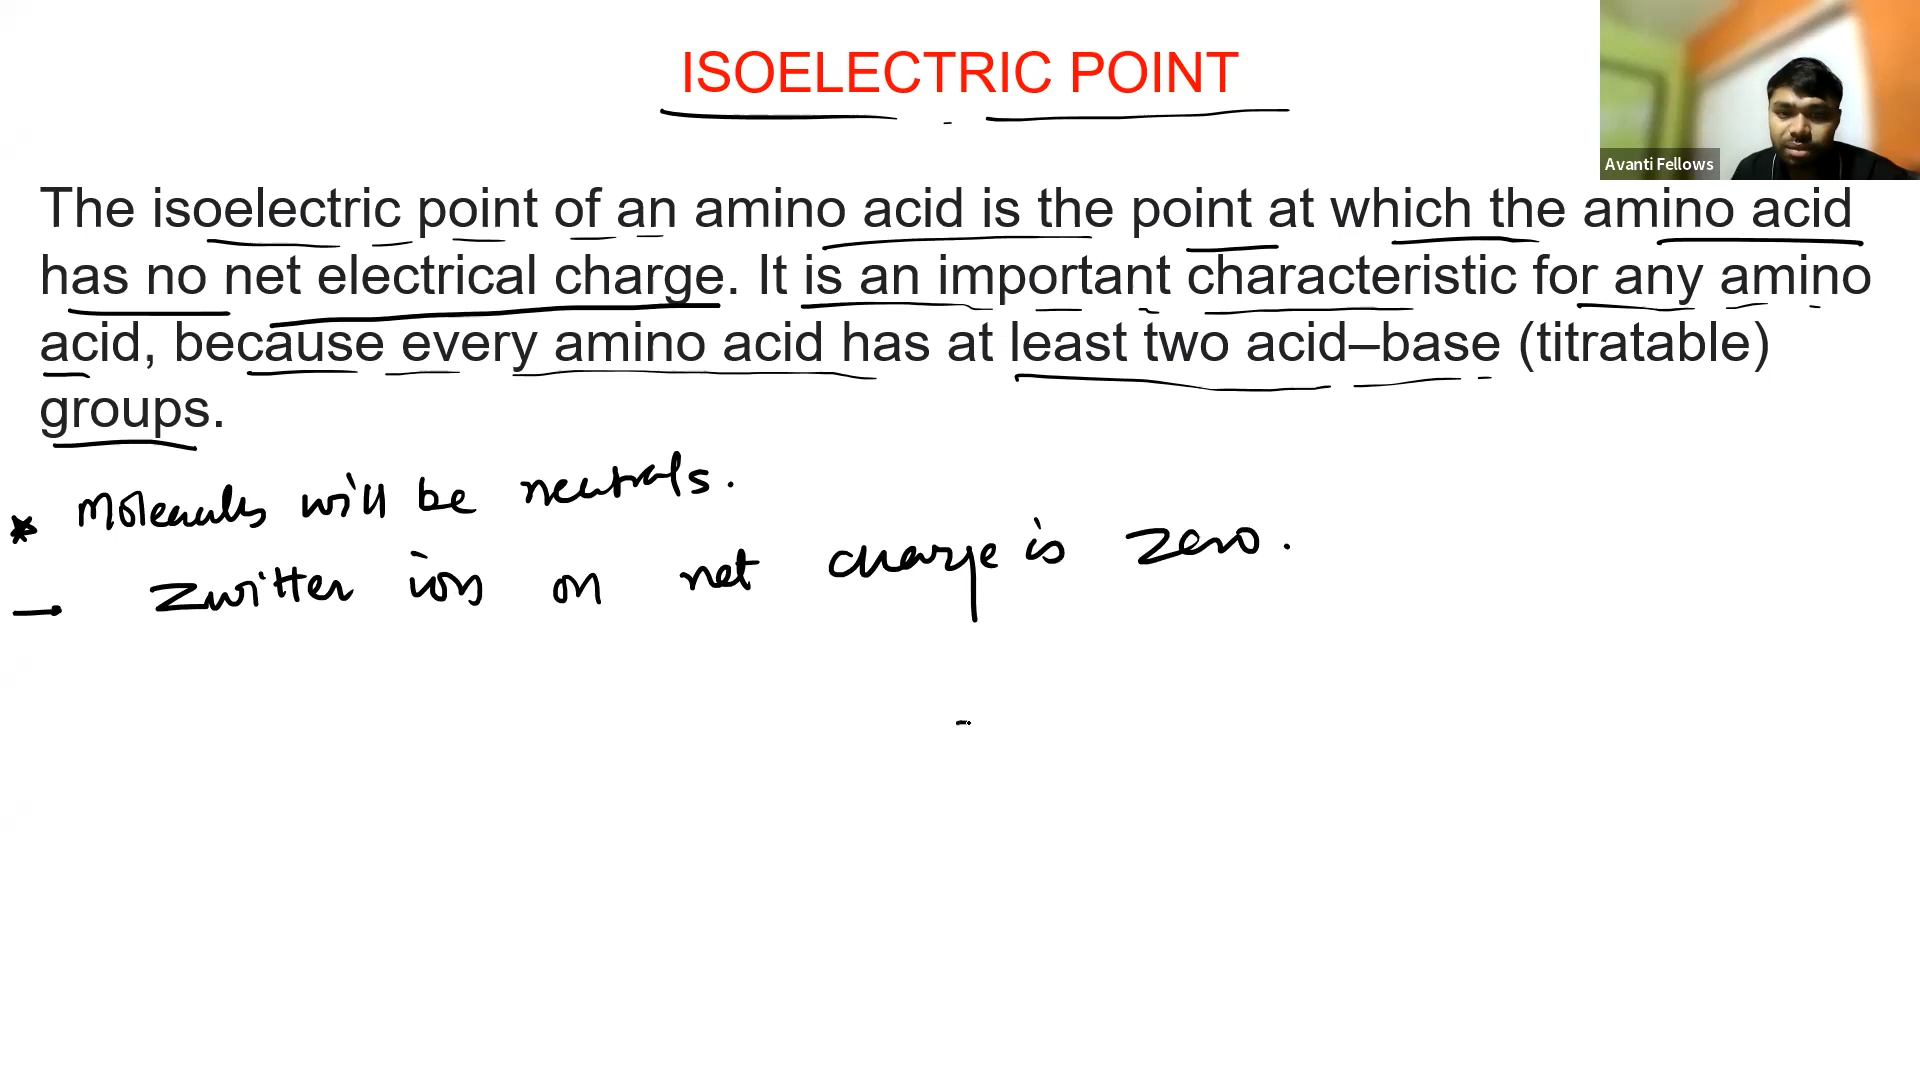 ISOELECTRIC POINT
Avanti Fellows
The isoelectric point of an amino acid is the point at which the amino acid
has no net electrical charge. It is an important characteristic for any amino
acid, because every amino acid has at least two acid–base (titratable)
groups.
* Molecules will be neutrals.
— Zwitter ion on net charge is zero.